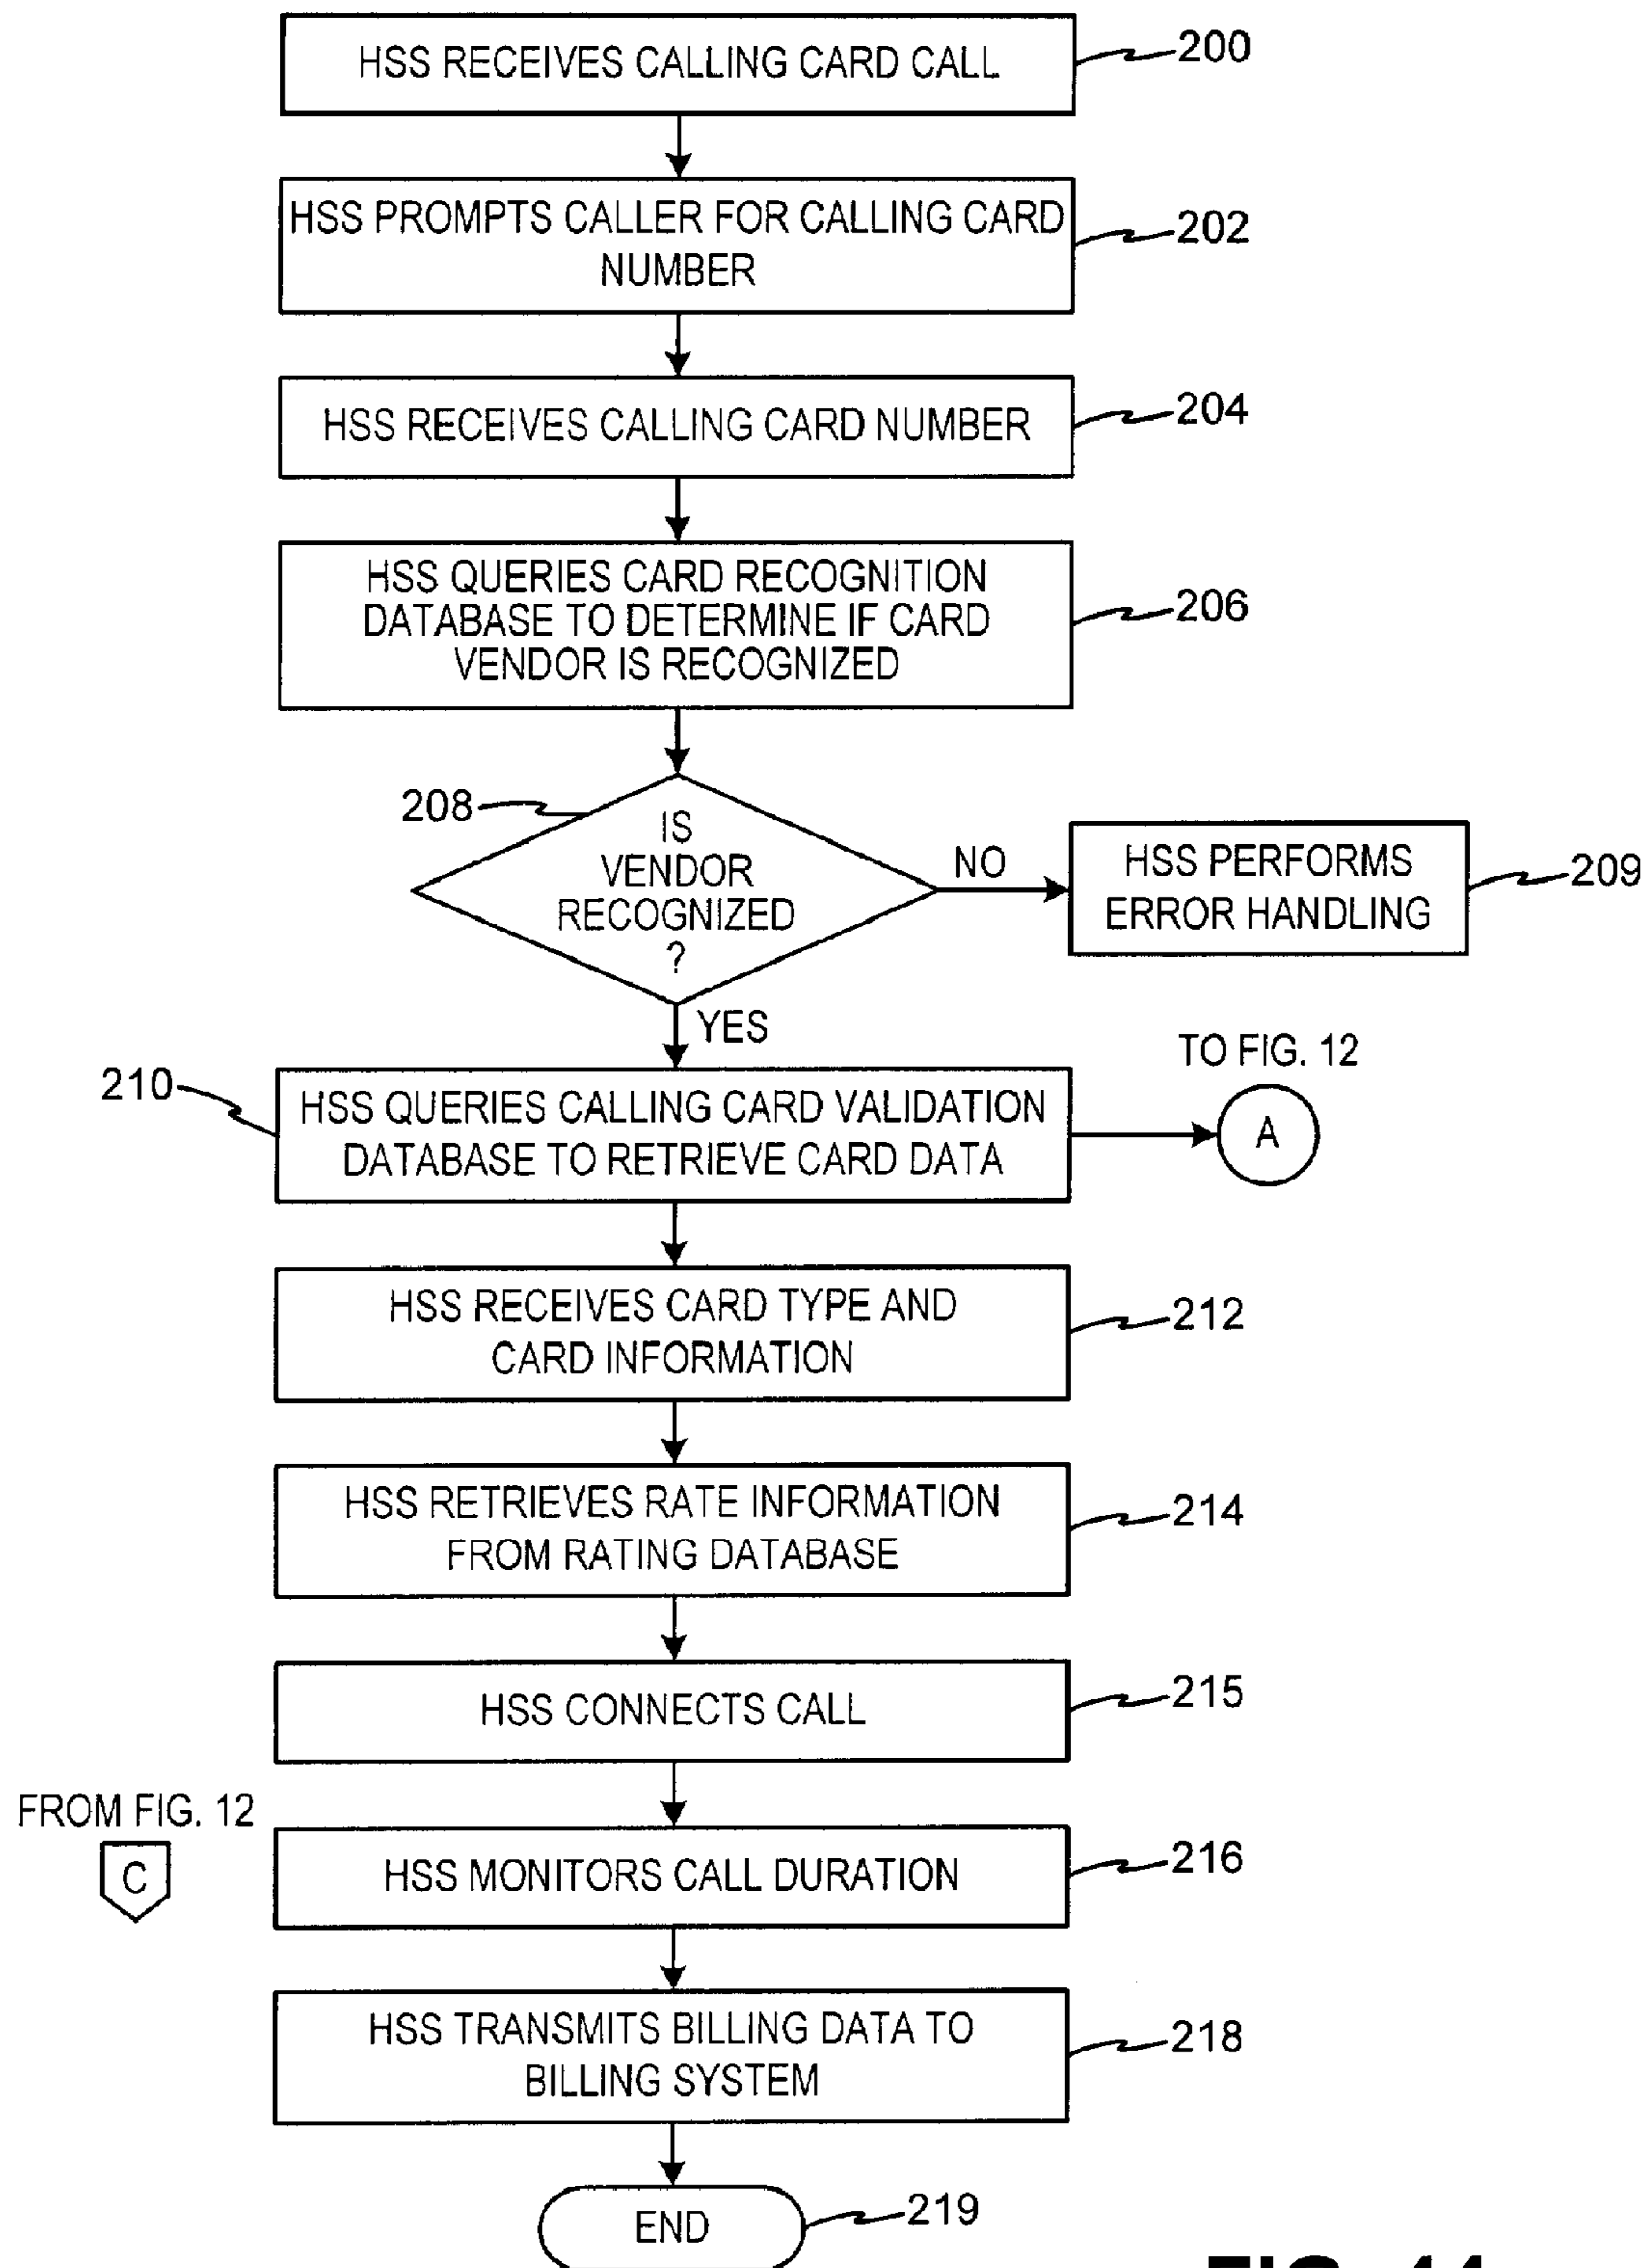 HSS RECEIVES CALLING CARD CALL
200
HSS PROMPTS CALLER FOR CALLING CARD
NUMBER
202
HSS RECEIVES CALLING CARD NUMBER
204
HSS QUERIES CARD RECOGNITION
DATABASE TO DETERMINE IF CARD
VENDOR IS RECOGNIZED
206
208
IS
VENDOR
RECOGNIZED
?
NO
HSS PERFORMS
ERROR HANDLING
209
YES
TO FIG. 12
A
210
HSS QUERIES CALLING CARD VALIDATION
DATABASE TO RETRIEVE CARD DATA
HSS RECEIVES CARD TYPE AND
CARD INFORMATION
212
HSS RETRIEVES RATE INFORMATION
FROM RATING DATABASE
214
HSS CONNECTS CALL
215
FROM FIG. 12
C
HSS MONITORS CALL DURATION
216
HSS TRANSMITS BILLING DATA TO
BILLING SYSTEM
218
END
219